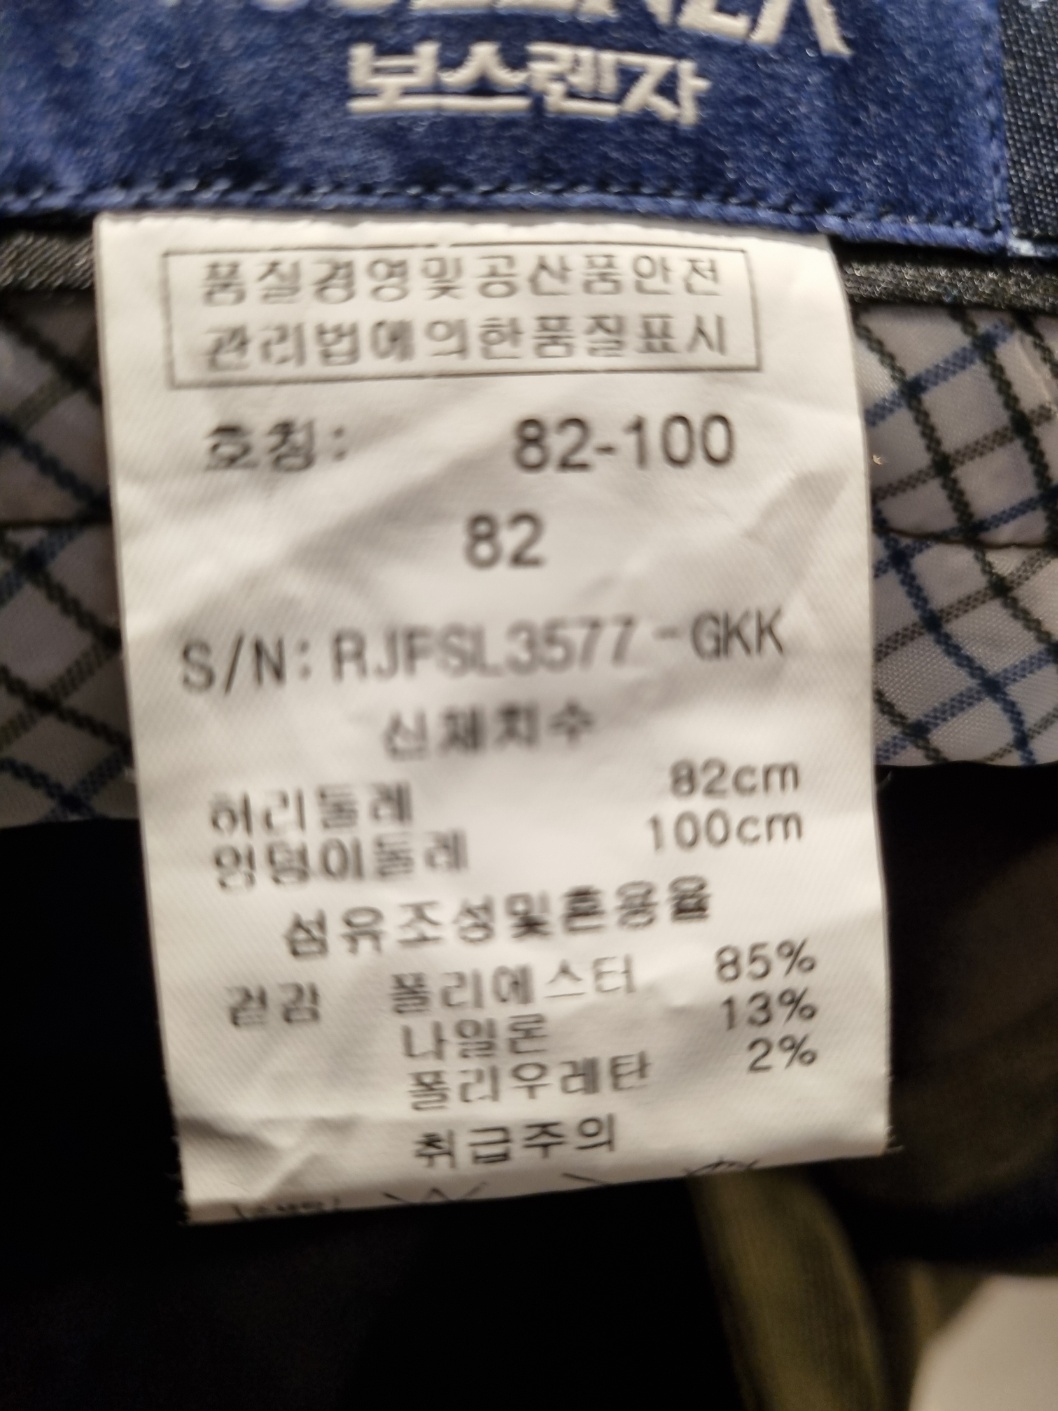 보스렌자
품질경영및공산품안전
관리법에의한품질표시
호칭: 82-100
82
S/N: RJFSL3577-GKK
신체치수
허리둘레 82cm
엉덩이둘레 100cm
섬유조성및혼용율
겉감 폴리에스터 85%
나일론 13%
폴리우레탄 2%
취급주의